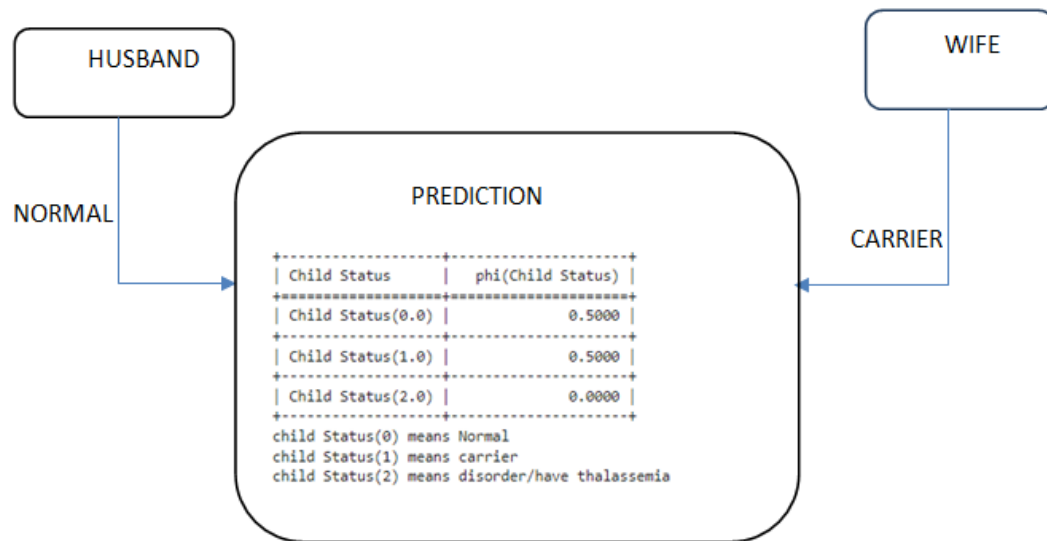 HUSBAND
WIFE
NORMAL
CARRIER
PREDICTION
+-------------------+---------------------+
| Child Status      |   phi(Child Status) |
+===================+=====================+
| Child Status(0.0) |              0.5000 |
+-------------------+---------------------+
| Child Status(1.0) |              0.5000 |
+-------------------+---------------------+
| Child Status(2.0) |              0.0000 |
+-------------------+---------------------+
child Status(0) means Normal
child Status(1) means carrier
child Status(2) means disorder/have thalassemia